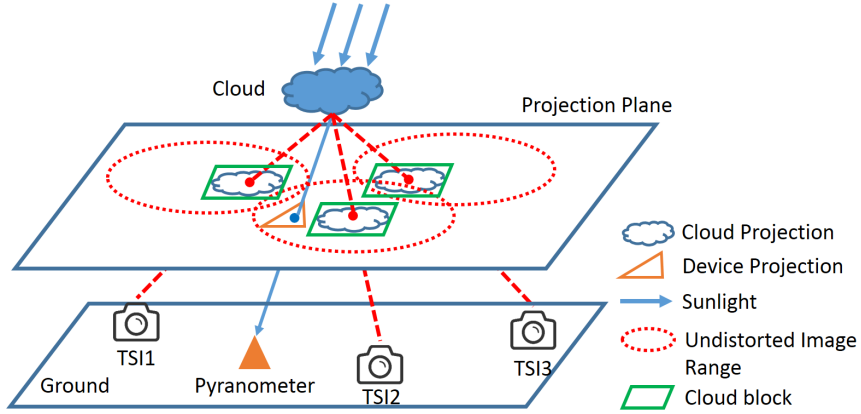 Cloud
Projection Plane
Cloud Projection
Device Projection
Sunlight
Undistorted Image
Range
Cloud block
TSI1
TSI2
TSI3
Ground
Pyranometer